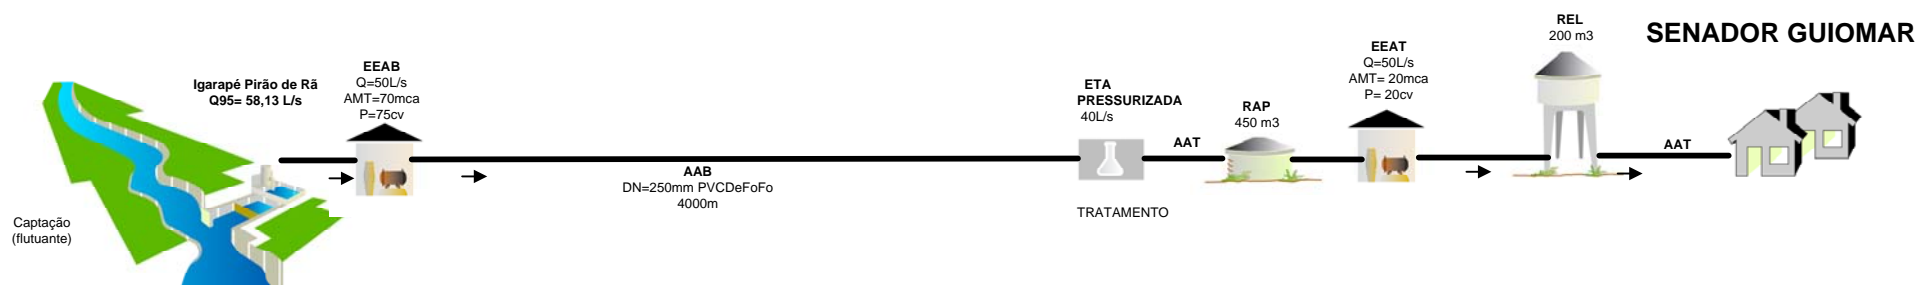 SENADOR GUIOMAR
Captação
(flutuante)
Igarapé Pirão de Rã
Q95= 58,13 L/s
EEAB
Q=50L/s
AMT=70mca
P=75cv
AAB
DN=250mm PVCDeFoFo
4000m
ETA
PRESSURIZADA
40L/s
TRATAMENTO
AAT
RAP
450 m3
EEAT
Q=50L/s
AMT= 20mca
P= 20cv
REL
200 m3
AAT